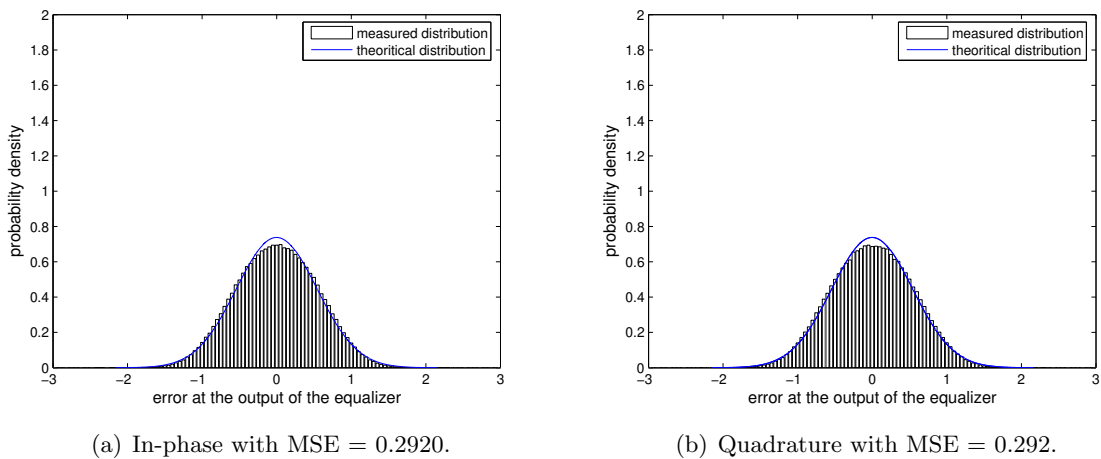 2
1.8
1.6
1.4
1.2
1
0.8
0.6
0.4
0.2
0
probability density
measured distribution
theoritical distribution
−3 −2 −1 0 1 2 3
error at the output of the equalizer
(a) In-phase with MSE = 0.2920.
2
1.8
1.6
1.4
1.2
1
0.8
0.6
0.4
0.2
0
probability density
measured distribution
theoritical distribution
−3 −2 −1 0 1 2 3
error at the output of the equalizer
(b) Quadrature with MSE = 0.292.